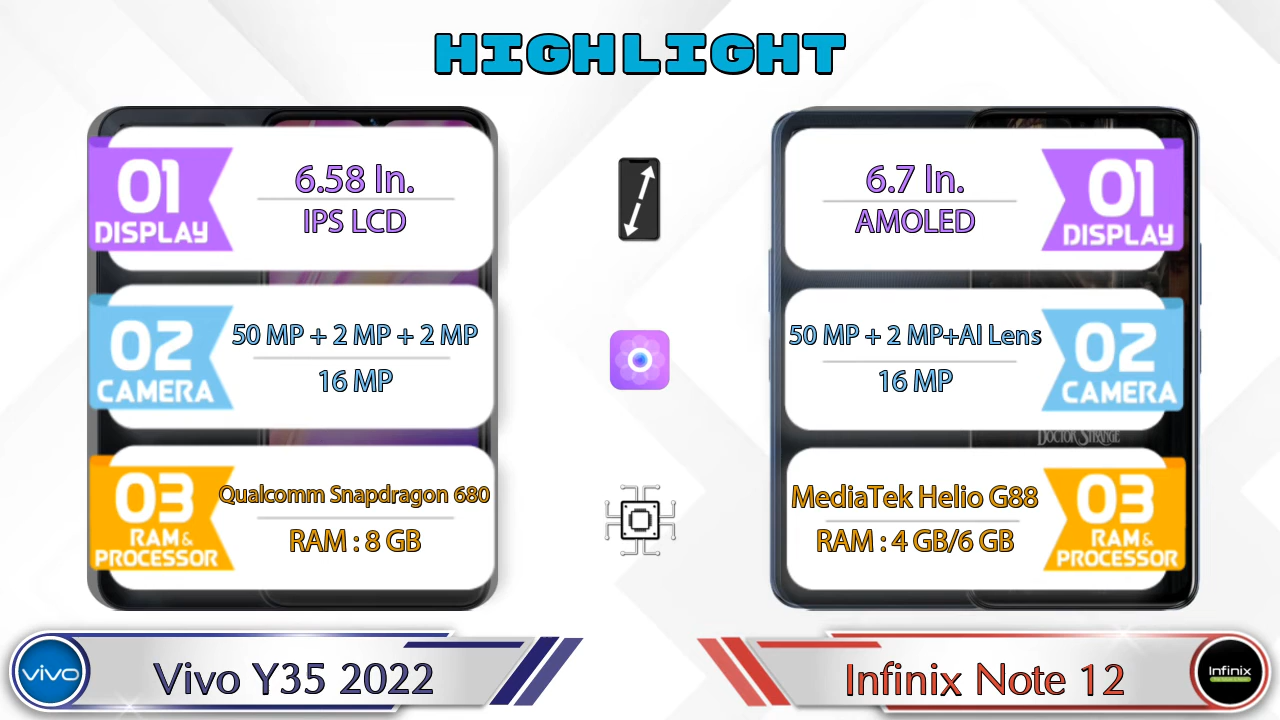 HIGHLIGHT
01
DISPLAY
6.58 In.
IPS LCD
02
CAMERA
50 MP + 2 MP + 2 MP
16 MP
03
RAM &
PROCESSOR
Qualcomm Snapdragon 680
RAM : 8 GB
6.7 In.
AMOLED
01
DISPLAY
50 MP + 2 MP+AI Lens
16 MP
02
CAMERA
DOCTOR STRANGE
MediaTek Helio G88
RAM : 4 GB/6 GB
03
RAM &
PROCESSOR
vivo
Vivo Y35 2022
Infinix Note 12
Infinix